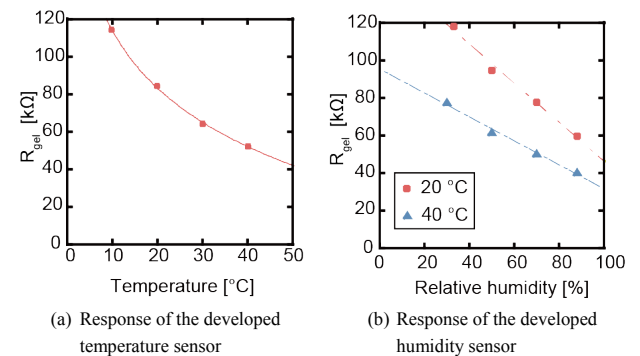 120
100
80
60
40
20
0
R_gel [kΩ]
0 10 20 30 40 50
Temperature [°C]
(a) Response of the developed
temperature sensor
120
100
80
60
40
20
0
R_gel [kΩ]
20 °C
40 °C
0 20 40 60 80 100
Relative humidity [%]
(b) Response of the developed
humidity sensor